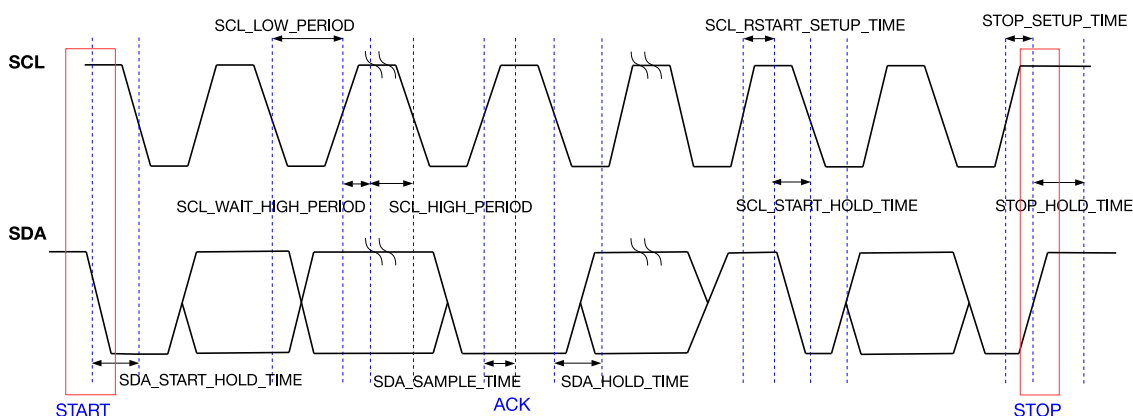 SCL_LOW_PERIOD
SCL_RSTART_SETUP_TIME
STOP_SETUP_TIME
SCL
SCL_WAIT_HIGH_PERIOD
SCL_HIGH_PERIOD
SCL_START_HOLD_TIME
STOP_HOLD_TIME
SDA
SDA_START_HOLD_TIME
SDA_SAMPLE_TIME
SDA_HOLD_TIME
START
ACK
STOP